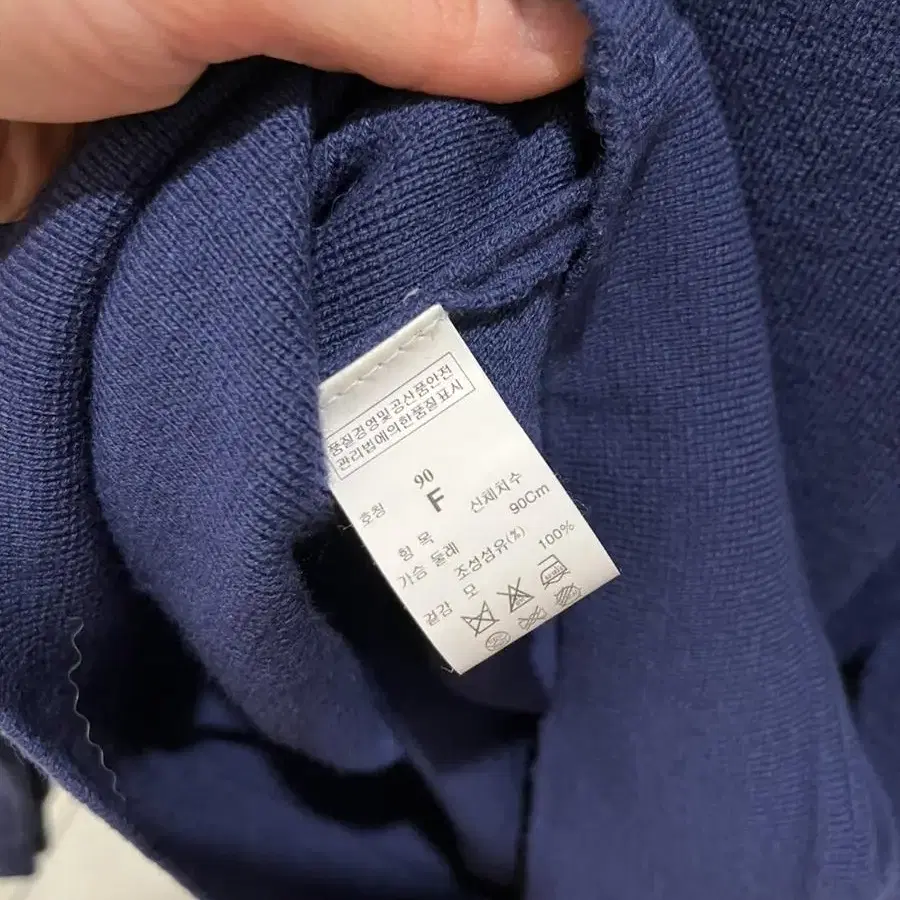 품질경영및공산품안전
관리법에의한품질표시
호칭 90 F
항 목 신체치수
가슴 둘레 90Cm
조성섬유(%)
겉감 모 100%